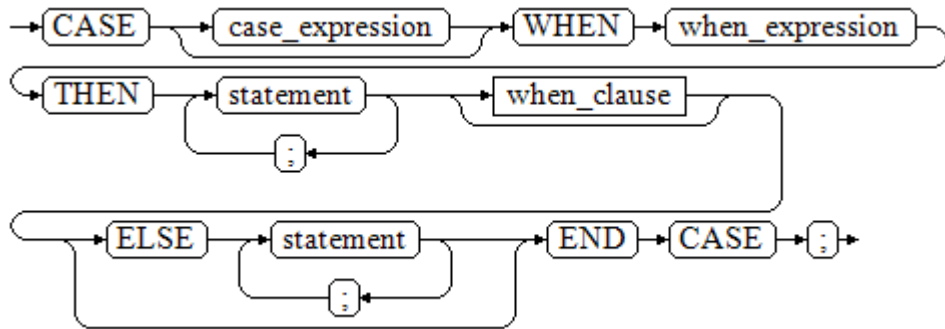 CASE case_expression WHEN when_expression
THEN statement when_clause
;
ELSE statement END CASE ;
;